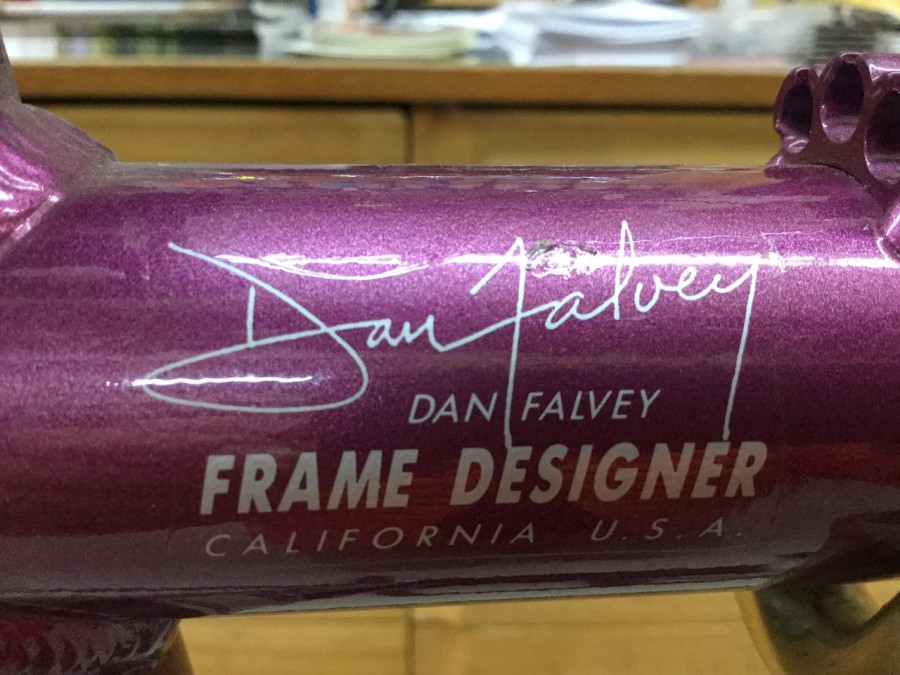 Dan Falvey
DAN FALVEY
FRAME DESIGNER
CALIFORNIA U.S.A.